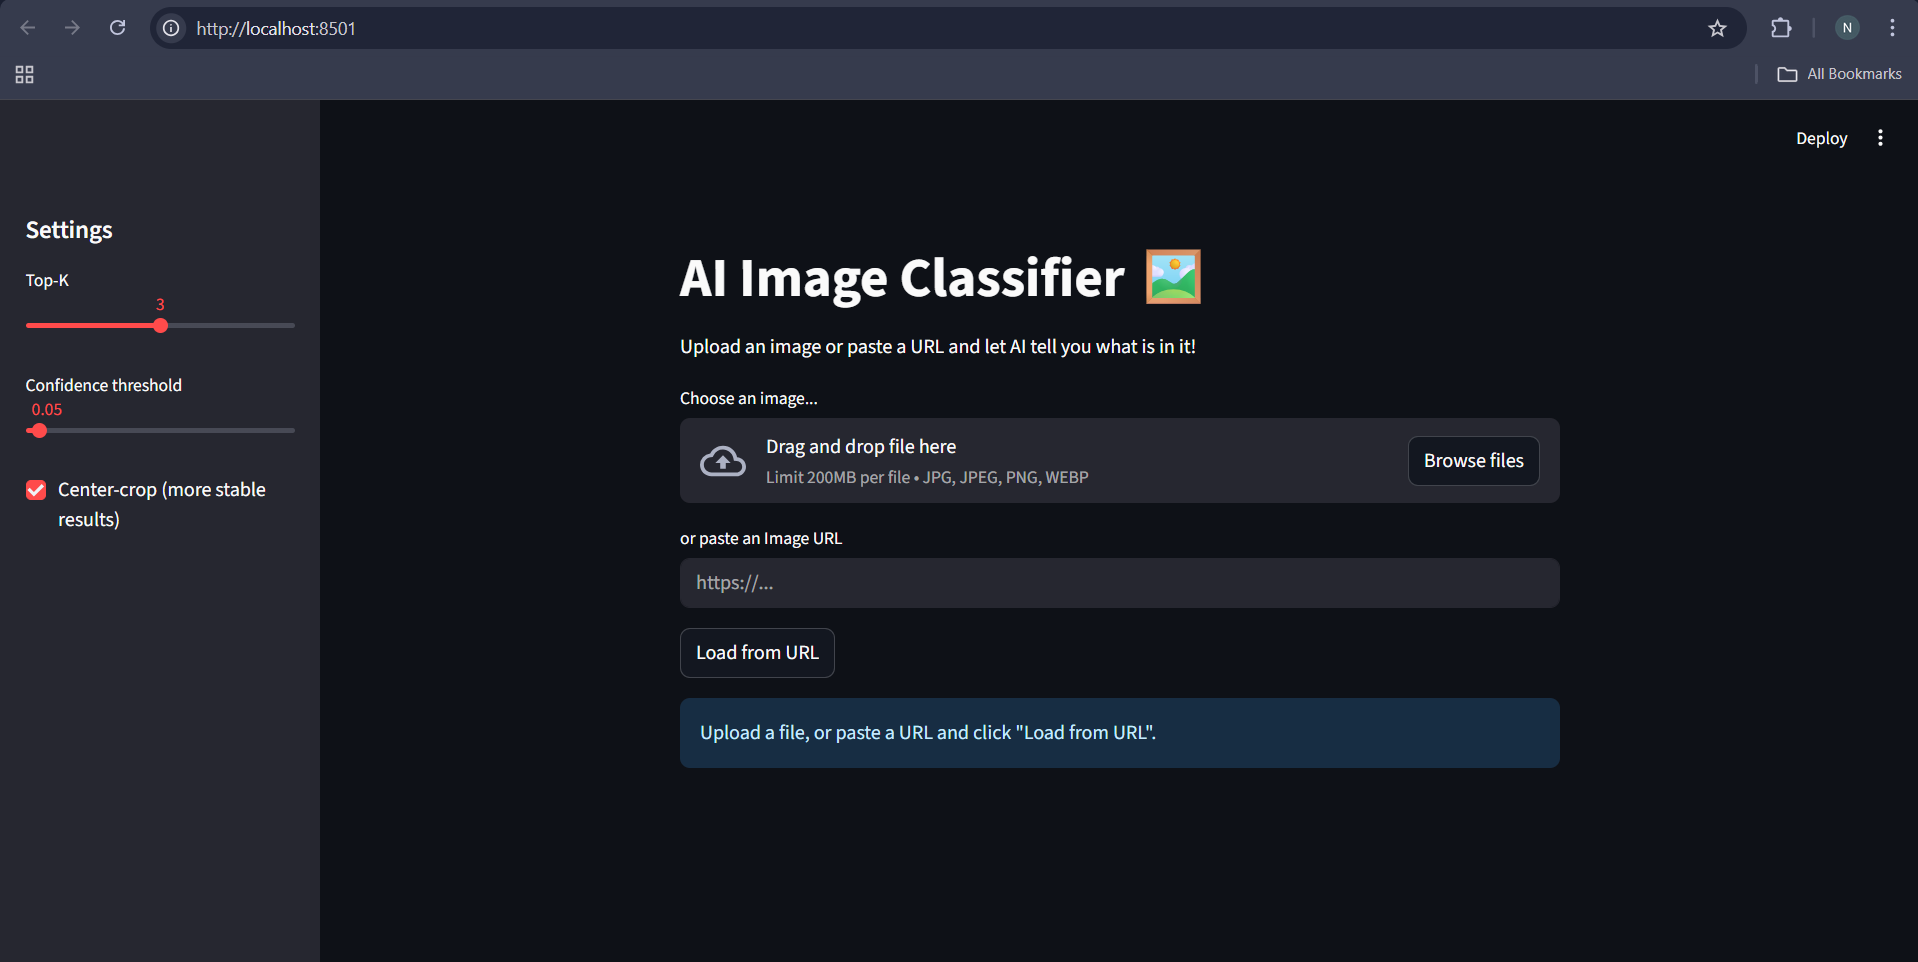 http://localhost:8501
N
All Bookmarks
Deploy
Settings
Top-K
3
Confidence threshold
0.05
Center-crop (more stable
results)
AI Image Classifier
Upload an image or paste a URL and let AI tell you what is in it!
Choose an image...
Drag and drop file here
Limit 200MB per file • JPG, JPEG, PNG, WEBP
Browse files
or paste an Image URL
https://...
Load from URL
Upload a file, or paste a URL and click "Load from URL".